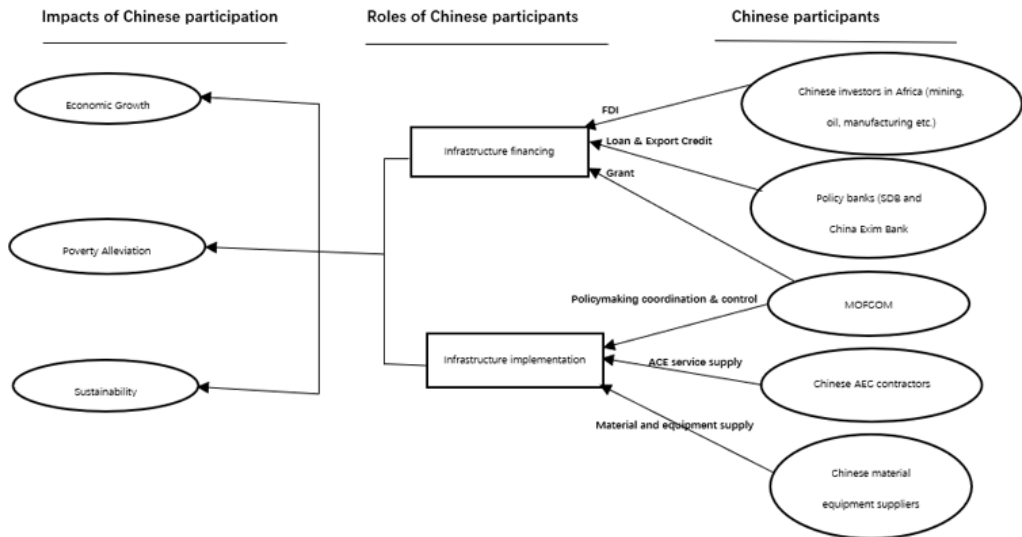 Impacts of Chinese participation
Roles of Chinese participants
Chinese participants
Economic Growth
Poverty Alleviation
Sustainability
Infrastructure financing
Infrastructure implementation
FDI
Loan & Export Credit
Grant
Policymaking coordination & control
ACE service supply
Material and equipment supply
Chinese investors in Africa (mining,
oil, manufacturing etc.)
Policy banks (SDB and
China Exim Bank
MOFCOM
Chinese AEC contractors
Chinese material
equipment suppliers